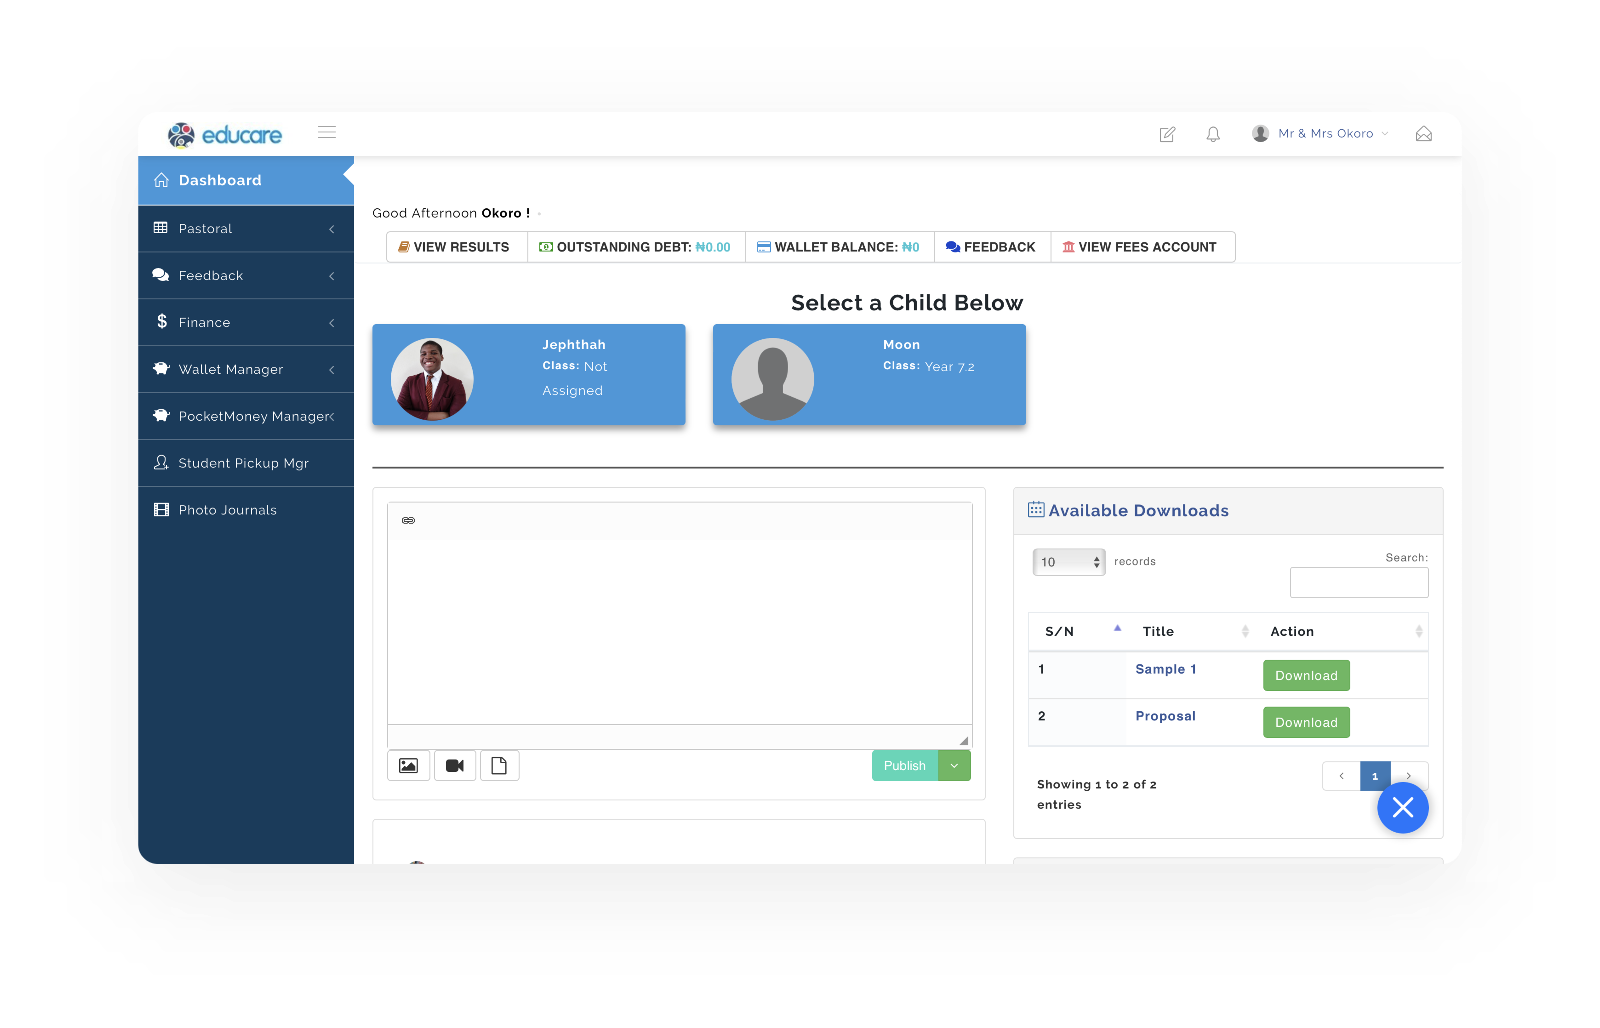 educare
Mr & Mrs Okoro
Dashboard
Pastoral
Feedback
Finance
Wallet Manager
PocketMoney Manager
Student Pickup Mgr
Photo Journals
Good Afternoon Okoro !
VIEW RESULTS
OUTSTANDING DEBT: ₦0.00
WALLET BALANCE: ₦0
FEEDBACK
VIEW FEES ACCOUNT
Select a Child Below
Jephthah
Class: Not
Assigned
Moon
Class: Year 7.2
Publish
Available Downloads
10 records
Search:
S/N Title Action
1 Sample 1 Download
2 Proposal Download
Showing 1 to 2 of 2
entries
1